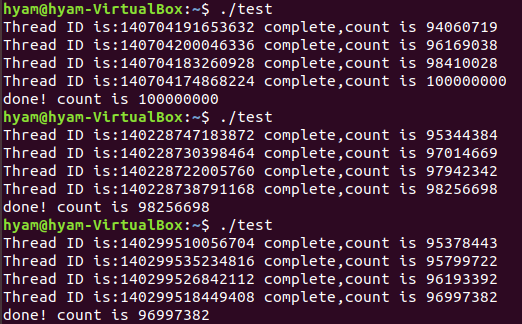 hyam@hyam-VirtualBox:~$ ./test
Thread ID is:140704191653632 complete,count is 94060719
Thread ID is:140704200046336 complete,count is 96169038
Thread ID is:140704183260928 complete,count is 98410028
Thread ID is:140704174868224 complete,count is 100000000
done! count is 100000000
hyam@hyam-VirtualBox:~$ ./test
Thread ID is:140228747183872 complete,count is 95344384
Thread ID is:140228730398464 complete,count is 97014669
Thread ID is:140228722005760 complete,count is 97942342
Thread ID is:140228738791168 complete,count is 98256698
done! count is 98256698
hyam@hyam-VirtualBox:~$ ./test
Thread ID is:140299510056704 complete,count is 95378443
Thread ID is:140299535234816 complete,count is 95799722
Thread ID is:140299526842112 complete,count is 96193392
Thread ID is:140299518449408 complete,count is 96997382
done! count is 96997382